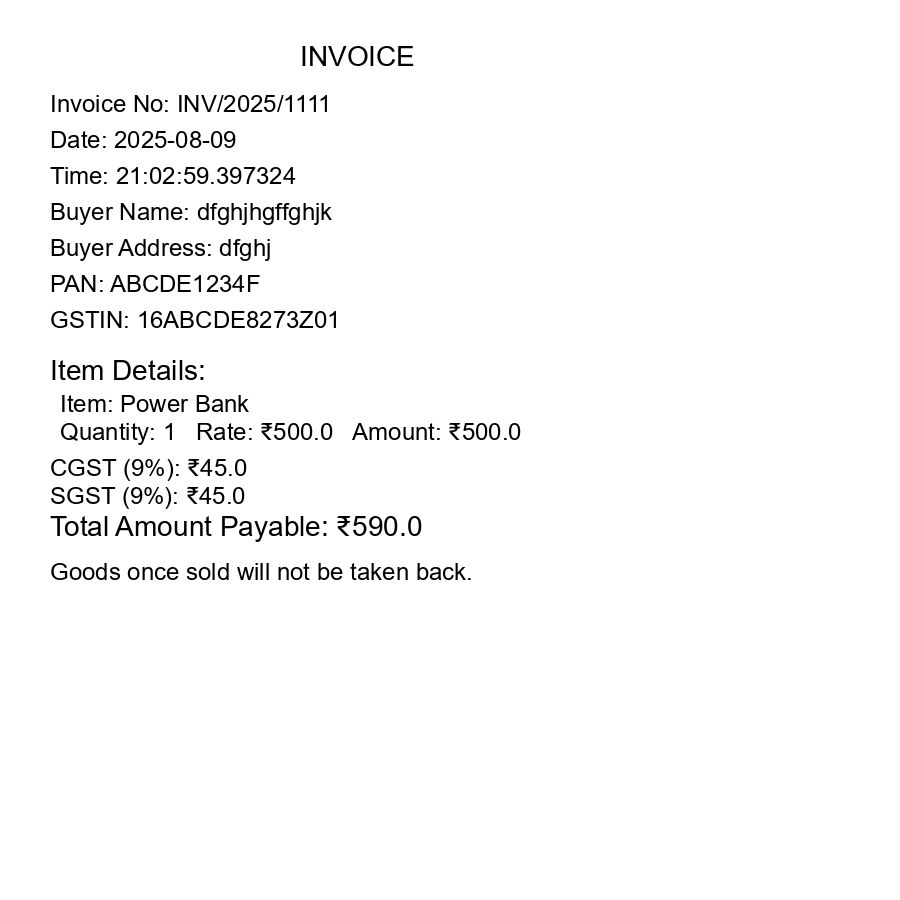 INVOICE
Invoice No: INV/2025/1111
Date: 2025-08-09
Time: 21:02:59.397324
Buyer Name: dfghjhgffghjk
Buyer Address: dfghj
PAN: ABCDE1234F
GSTIN: 16ABCDE8273Z01
Item Details:
Item: Power Bank
Quantity: 1 Rate: ₹500.0 Amount: ₹500.0
CGST (9%): ₹45.0
SGST (9%): ₹45.0
Total Amount Payable: ₹590.0
Goods once sold will not be taken back.